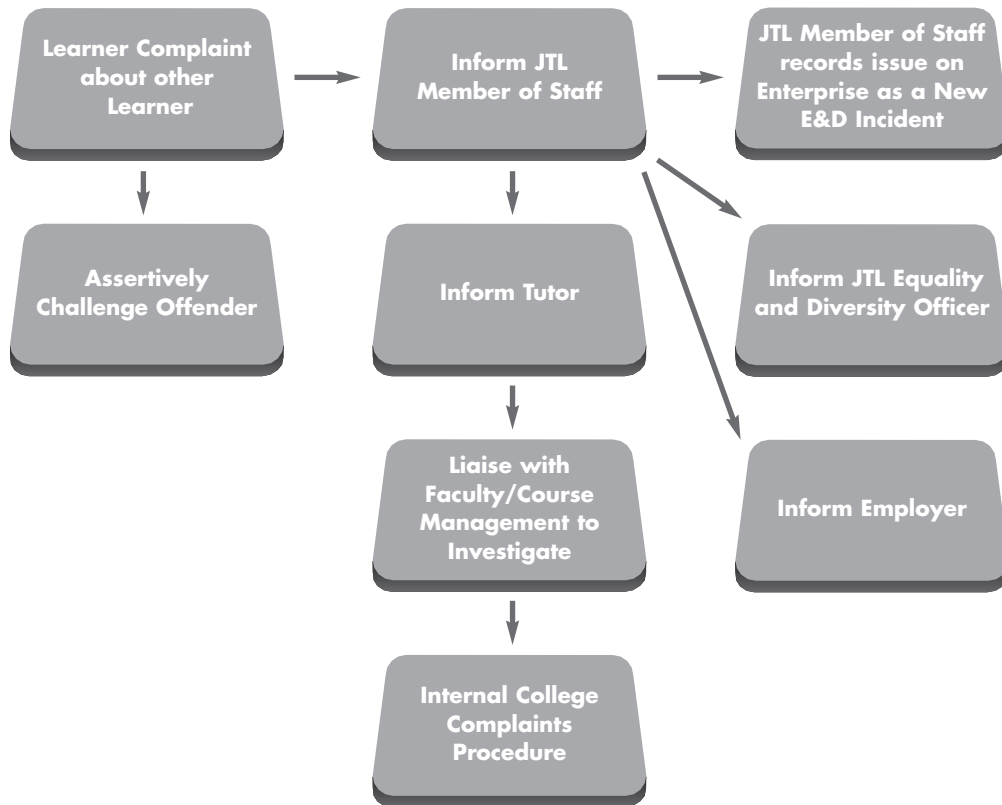 Learner Complaint
about other
Learner
Inform JTL
Member of Staff
JTL Member of Staff
records issue on
Enterprise as a New
E&D Incident
Assertively
Challenge Offender
Inform Tutor
Inform JTL Equality
and Diversity Officer
Liaise with
Faculty/Course
Management to
Investigate
Inform Employer
Internal College
Complaints
Procedure